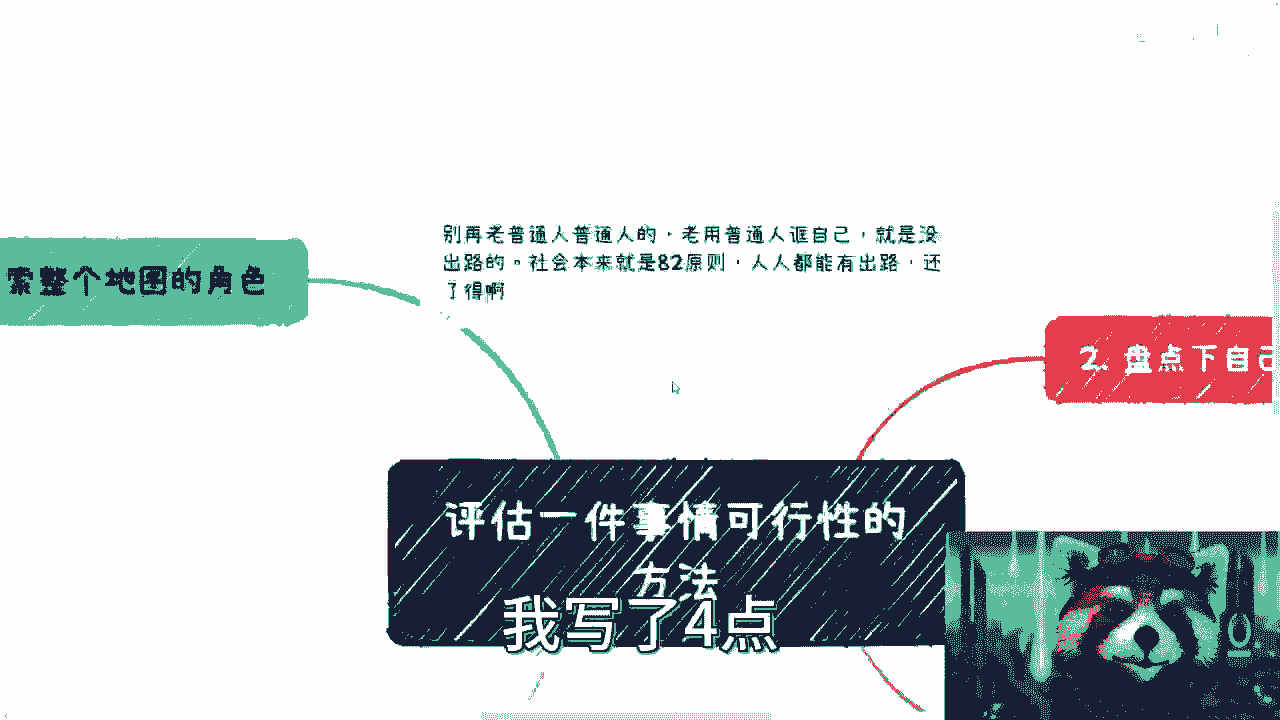 别再老普通人普通人的，老用普通人诓自己，就是没
出路的。社会本来就是82原则，人人都能有出路，还
了得啊
索整个地图的角色
2. 盘点下自己
评估一件事情可行性的
方法
我写了4点